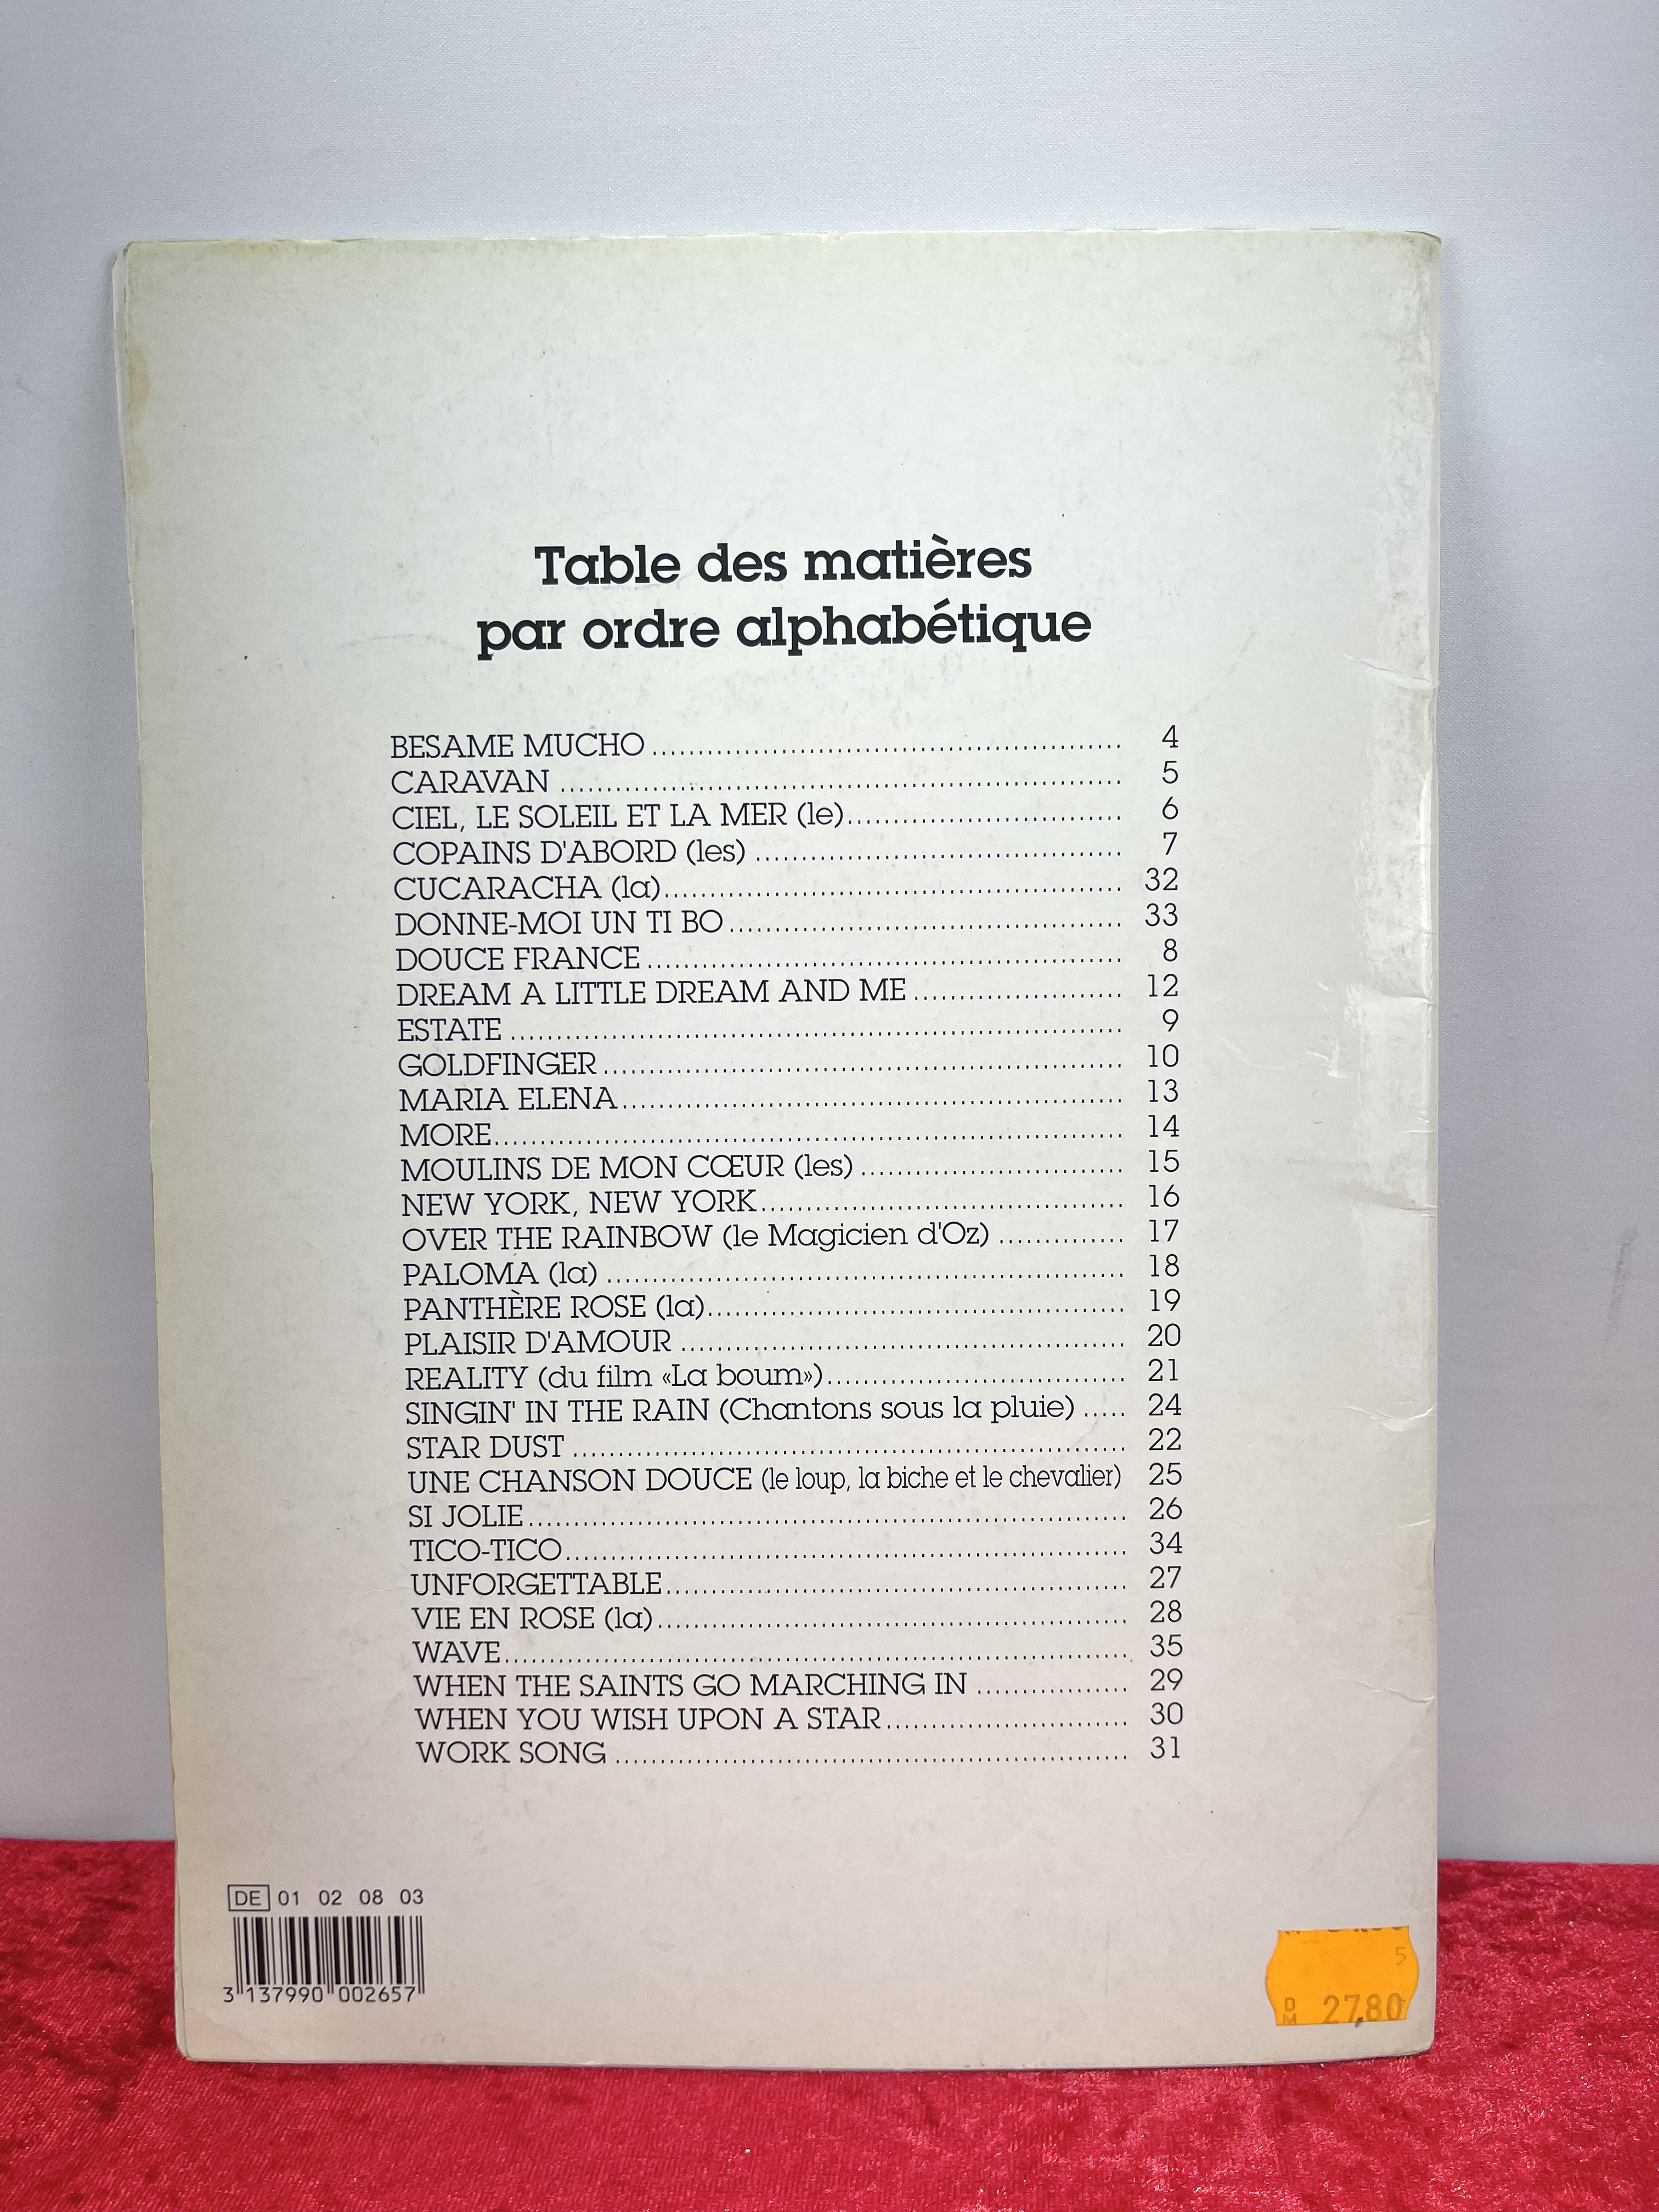 Table des matières
par ordre alphabétique
BESAME MUCHO 4
CARAVAN 5
CIEL, LE SOLEIL ET LA MER (le) 6
COPAINS D'ABORD (les) 7
CUCARACHA (la) 32
DONNE-MOI UN TI BO 33
DOUCE FRANCE 8
DREAM A LITTLE DREAM AND ME 12
ESTATE 9
GOLDFINGER 10
MARIA ELENA 13
MORE 14
MOULINS DE MON CŒUR (les) 15
NEW YORK, NEW YORK 16
OVER THE RAINBOW (le Magicien d'Oz) 17
PALOMA (la) 18
PANTHÈRE ROSE (la) 19
PLAISIR D'AMOUR 20
REALITY (du film «La boum») 21
SINGIN' IN THE RAIN (Chantons sous la pluie) 24
STAR DUST 22
UNE CHANSON DOUCE (le loup, la biche et le chevalier) 25
SI JOLIE 26
TICO-TICO 34
UNFORGETTABLE 27
VIE EN ROSE (la) 28
WAVE 35
WHEN THE SAINTS GO MARCHING IN 29
WHEN YOU WISH UPON A STAR 30
WORK SONG 31
DE 01 02 08 03
3 137990 002657
5
DM 27,80